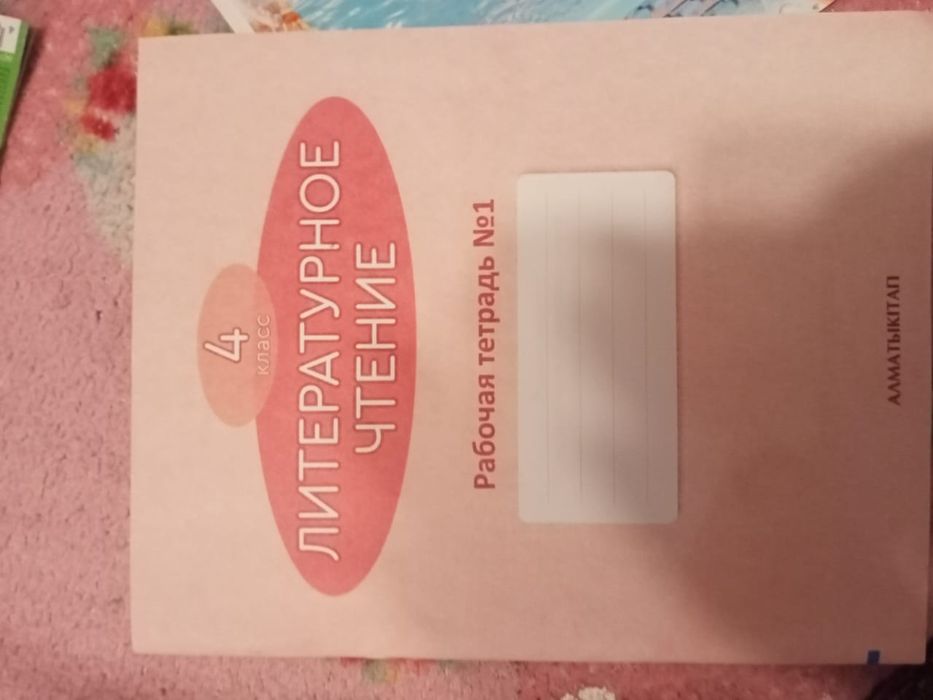 4
класс
ЛИТЕРАТУРНОЕ
ЧТЕНИЕ
Рабочая тетрадь №1
АЛМАТЫКІТАП